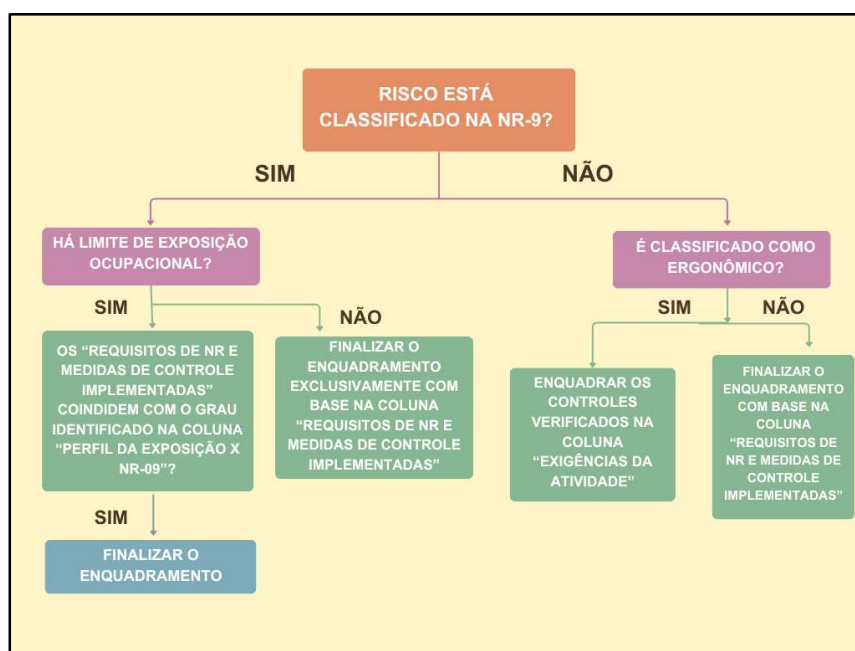 RISCO ESTÁ
CLASSIFICADO NA NR-9?
SIM
NÃO
HÁ LIMITE DE EXPOSIÇÃO
OCUPACIONAL?
É CLASSIFICADO COMO
ERGONÔMICO?
SIM
NÃO
SIM
NÃO
OS “REQUISITOS DE NR E
MEDIDAS DE CONTROLE
IMPLEMENTADAS”
COINDIDEM COM O GRAU
IDENTIFICADO NA COLUNA
“PERFIL DA EXPOSIÇÃO X
NR-09”?
FINALIZAR O
ENQUADRAMENTO
EXCLUSIVAMENTE COM
BASE NA COLUNA
“REQUISITOS DE NR E
MEDIDAS DE CONTROLE
IMPLEMENTADAS”
ENQUADRAR OS
CONTROLES
VERIFICADOS NA
COLUNA
“EXIGÊNCIAS DA
ATIVIDADE”
FINALIZAR O
ENQUADRAMENTO
COM BASE NA
COLUNA
“REQUISITOS DE
NR E MEDIDAS DE
CONTROLE
IMPLEMENTADAS”
SIM
FINALIZAR O
ENQUADRAMENTO